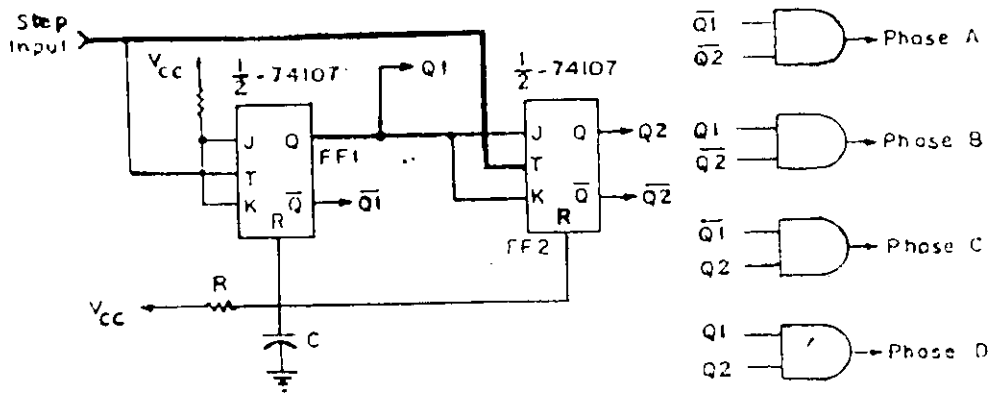 Step
Input
VCC
1/2-74107
J
Q
T
K
Q̅
R
FF1
Q1
Q̅1̅
1/2-74107
J
Q
T
K
Q̅
R
FF2
Q2
Q̅2̅
R
VCC
C
Q̅1̅
Q̅2̅
Phase A
Q1
Q̅2̅
Phase B
Q̅1̅
Q2
Phase C
Q1
Q2
Phase D